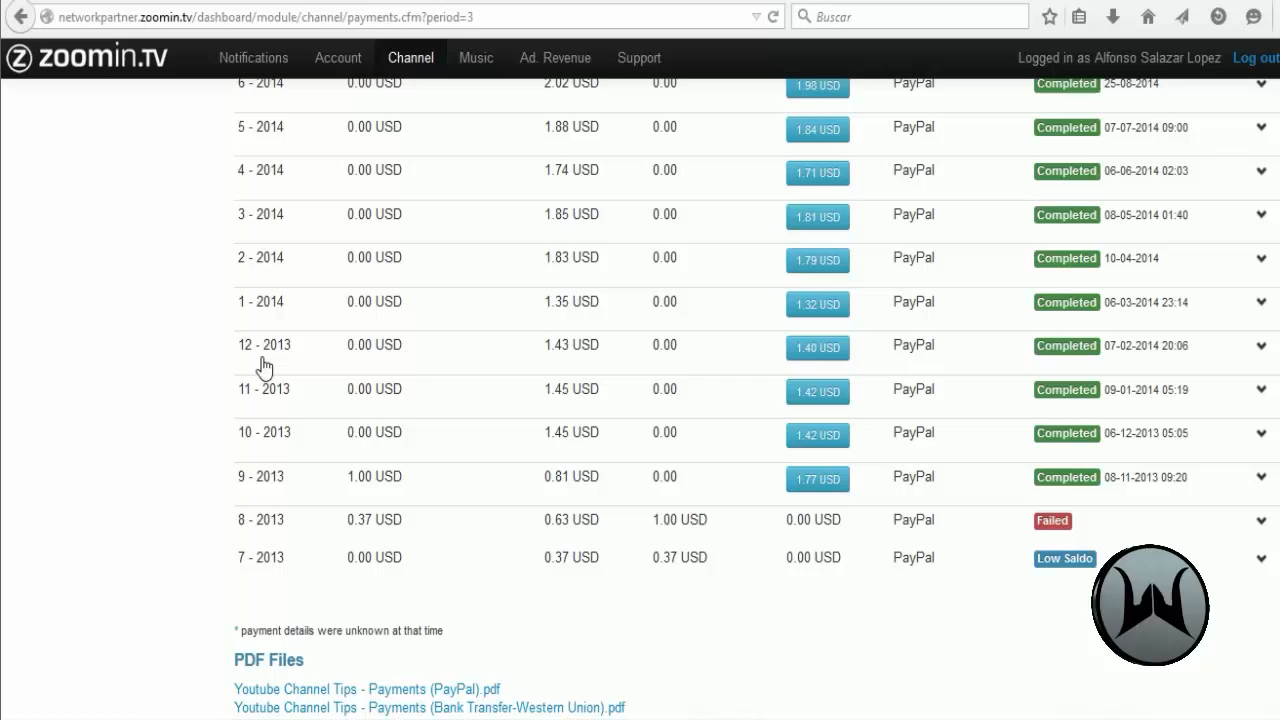 networkpartner.zoomin.tv/dashboard/module/channel/payments.cfm?period=3 Buscar
zoomin.tv Notifications Account Channel Music Ad. Revenue Support Logged in as Alfonso Salazar Lopez Log out
6 - 2014 0.00 USD 2.02 USD 0.00 1.98 USD PayPal Completed 25-08-2014
5 - 2014 0.00 USD 1.88 USD 0.00 1.84 USD PayPal Completed 07-07-2014 09:00
4 - 2014 0.00 USD 1.74 USD 0.00 1.71 USD PayPal Completed 06-06-2014 02:03
3 - 2014 0.00 USD 1.85 USD 0.00 1.81 USD PayPal Completed 08-05-2014 01:40
2 - 2014 0.00 USD 1.83 USD 0.00 1.79 USD PayPal Completed 10-04-2014
1 - 2014 0.00 USD 1.35 USD 0.00 1.32 USD PayPal Completed 06-03-2014 23:14
12 - 2013 0.00 USD 1.43 USD 0.00 1.40 USD PayPal Completed 07-02-2014 20:06
11 - 2013 0.00 USD 1.45 USD 0.00 1.42 USD PayPal Completed 09-01-2014 05:19
10 - 2013 0.00 USD 1.45 USD 0.00 1.42 USD PayPal Completed 06-12-2013 05:05
9 - 2013 1.00 USD 0.81 USD 0.00 1.77 USD PayPal Completed 08-11-2013 09:20
8 - 2013 0.37 USD 0.63 USD 1.00 USD 0.00 USD PayPal Failed
7 - 2013 0.00 USD 0.37 USD 0.37 USD 0.00 USD PayPal Low Saldo
* payment details were unknown at that time
PDF Files
Youtube Channel Tips - Payments (PayPal).pdf
Youtube Channel Tips - Payments (Bank Transfer-Western Union).pdf